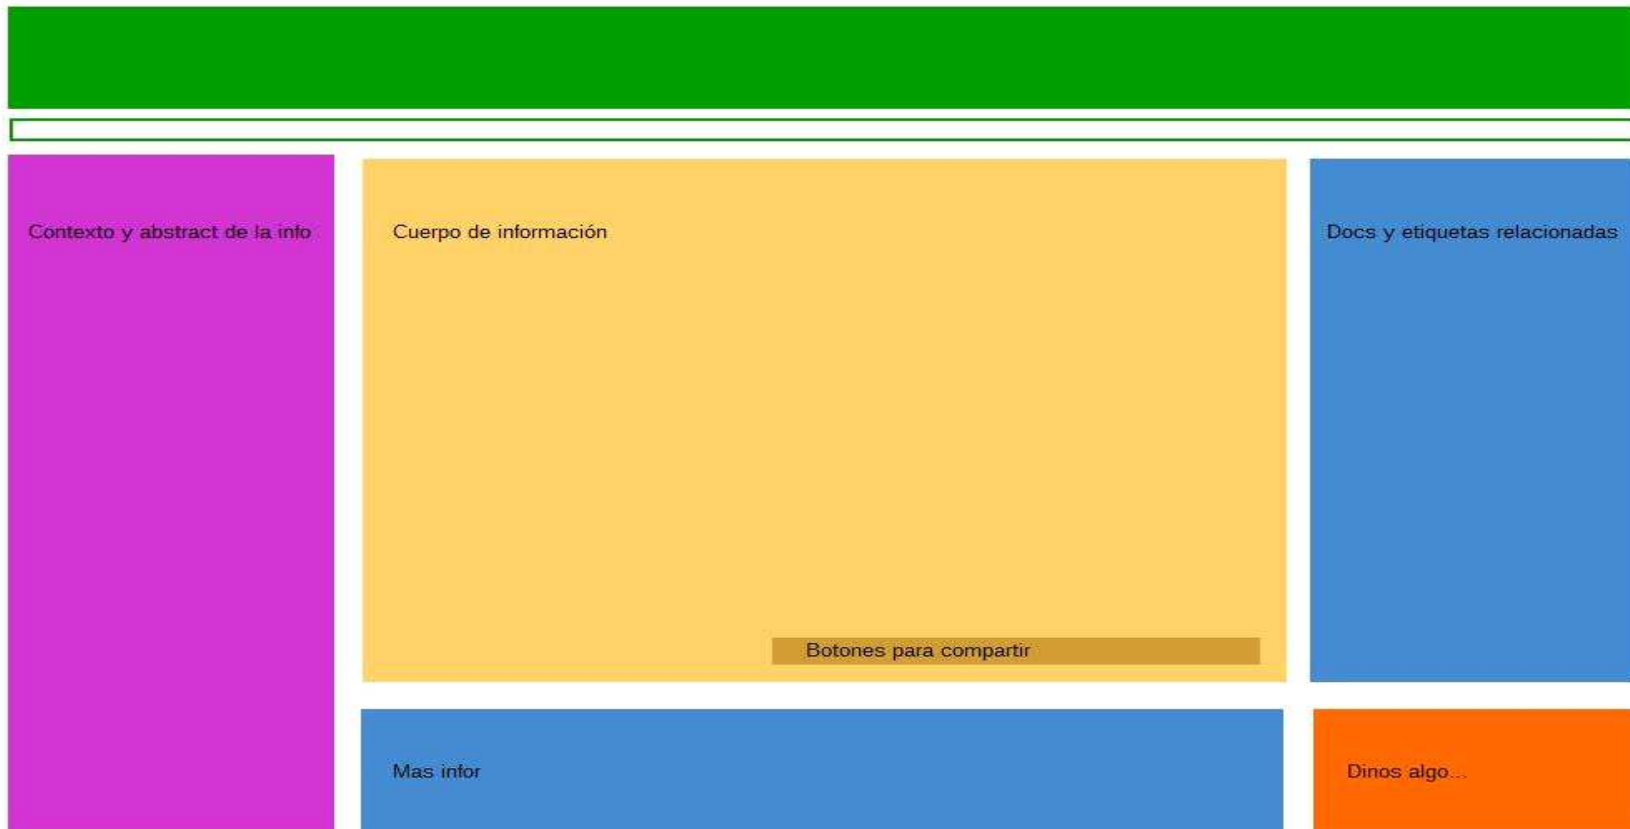 Contexto y abstract de la info
Cuerpo de información
Docs y etiquetas relacionadas
Botones para compartir
Mas infor
Dinos algo...